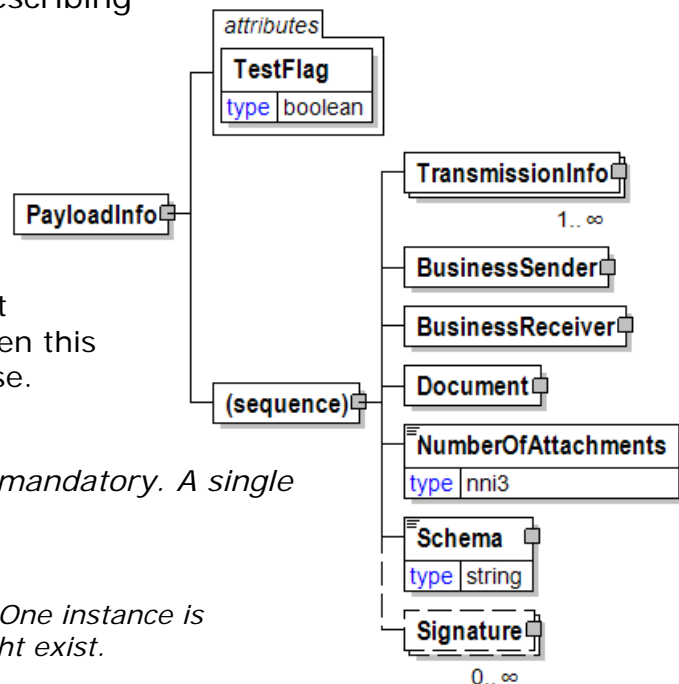 escribing
t
en this
se.
mandatory. A single
One instance is
ht exist.
PayloadInfo
attributes
TestFlag
type boolean
(sequence)
TransmissionInfo
1.. ∞
BusinessSender
BusinessReceiver
Document
NumberOfAttachments
type nni3
Schema
type string
Signature
0.. ∞